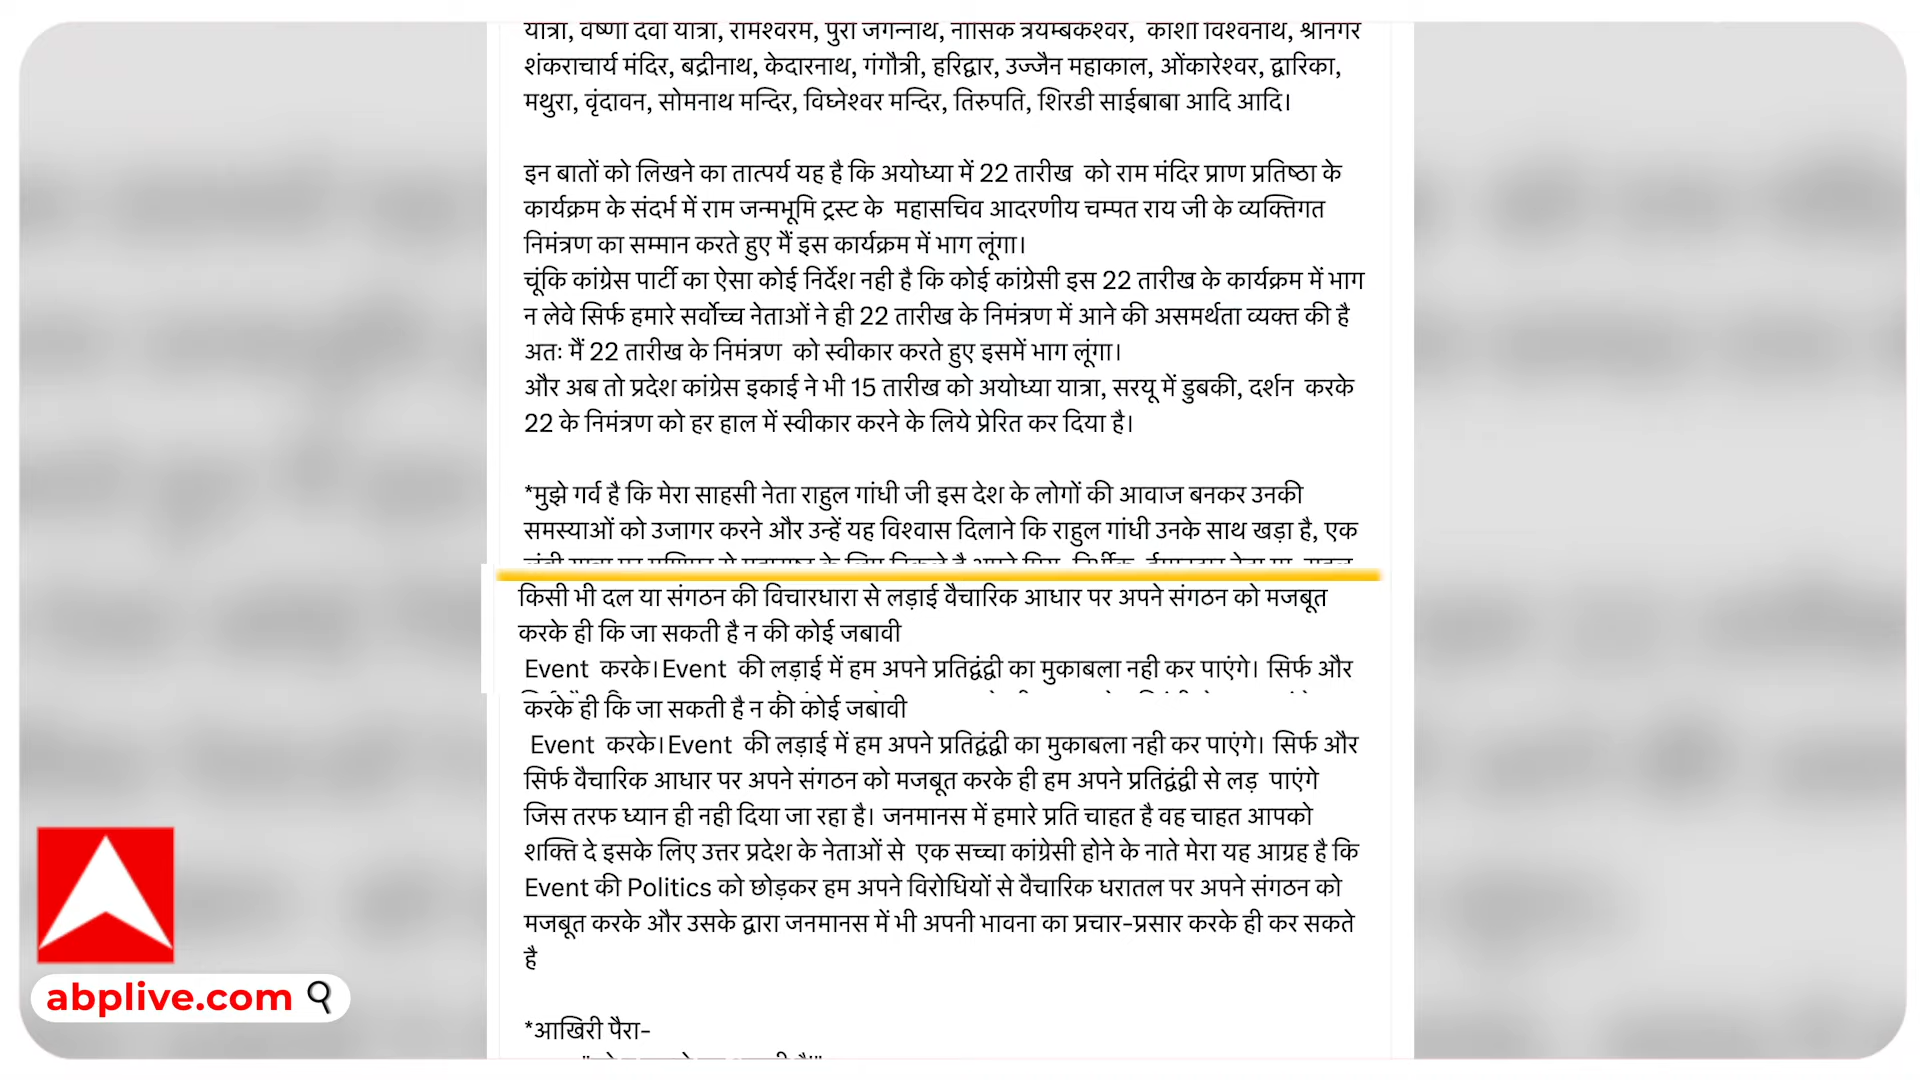 यात्रा, वैष्णो देवी यात्रा, रामेश्वरम, पुरी जगन्नाथ, नासिक त्रयम्बकेश्वर, काशी विश्वनाथ, श्रीनगर
शंकराचार्य मंदिर, बद्रीनाथ, केदारनाथ, गंगौत्री, हरिद्वार, उज्जैन महाकाल, ओंकारेश्वर, द्वारिका,
मथुरा, वृंदावन, सोमनाथ मन्दिर, विघ्नेश्वर मन्दिर, तिरुपति, शिरडी साईबाबा आदि आदि।
इन बातों को लिखने का तात्पर्य यह है कि अयोध्या में 22 तारीख को राम मंदिर प्राण प्रतिष्ठा के
कार्यक्रम के संदर्भ में राम जन्मभूमि ट्रस्ट के महासचिव आदरणीय चम्पत राय जी के व्यक्तिगत
निमंत्रण का सम्मान करते हुए मैं इस कार्यक्रम में भाग लूंगा।
चूंकि कांग्रेस पार्टी का ऐसा कोई निर्देश नही है कि कोई कांग्रेसी इस 22 तारीख के कार्यक्रम में भाग
न लेवे सिर्फ हमारे सर्वोच्च नेताओं ने ही 22 तारीख के निमंत्रण में आने की असमर्थता व्यक्त की है
अतः मैं 22 तारीख के निमंत्रण को स्वीकार करते हुए इसमें भाग लूंगा।
और अब तो प्रदेश कांग्रेस इकाई ने भी 15 तारीख को अयोध्या यात्रा, सरयू में डुबकी, दर्शन करके
22 के निमंत्रण को हर हाल में स्वीकार करने के लिये प्रेरित कर दिया है।
*मुझे गर्व है कि मेरा साहसी नेता राहुल गांधी जी इस देश के लोगों की आवाज बनकर उनकी
समस्याओं को उजागर करने और उन्हें यह विश्वास दिलाने कि राहुल गांधी उनके साथ खड़ा है, एक
किसी भी दल या संगठन की विचारधारा से लड़ाई वैचारिक आधार पर अपने संगठन को मजबूत
करके ही कि जा सकती है न की कोई जबावी
Event करके।Event की लड़ाई में हम अपने प्रतिद्वंद्वी का मुकाबला नही कर पाएंगे। सिर्फ और
करके ही कि जा सकती है न की कोई जबावी
Event करके।Event की लड़ाई में हम अपने प्रतिद्वंद्वी का मुकाबला नही कर पाएंगे। सिर्फ और
सिर्फ वैचारिक आधार पर अपने संगठन को मजबूत करके ही हम अपने प्रतिद्वंद्वी से लड़ पाएंगे
जिस तरफ ध्यान ही नही दिया जा रहा है। जनमानस में हमारे प्रति चाहत है वह चाहत आपको
शक्ति दे इसके लिए उत्तर प्रदेश के नेताओं से एक सच्चा कांग्रेसी होने के नाते मेरा यह आग्रह है कि
Event की Politics को छोड़कर हम अपने विरोधियों से वैचारिक धरातल पर अपने संगठन को
मजबूत करके और उसके द्वारा जनमानस में भी अपनी भावना का प्रचार-प्रसार करके ही कर सकते
है
*आखिरी पैरा-
abplive.com